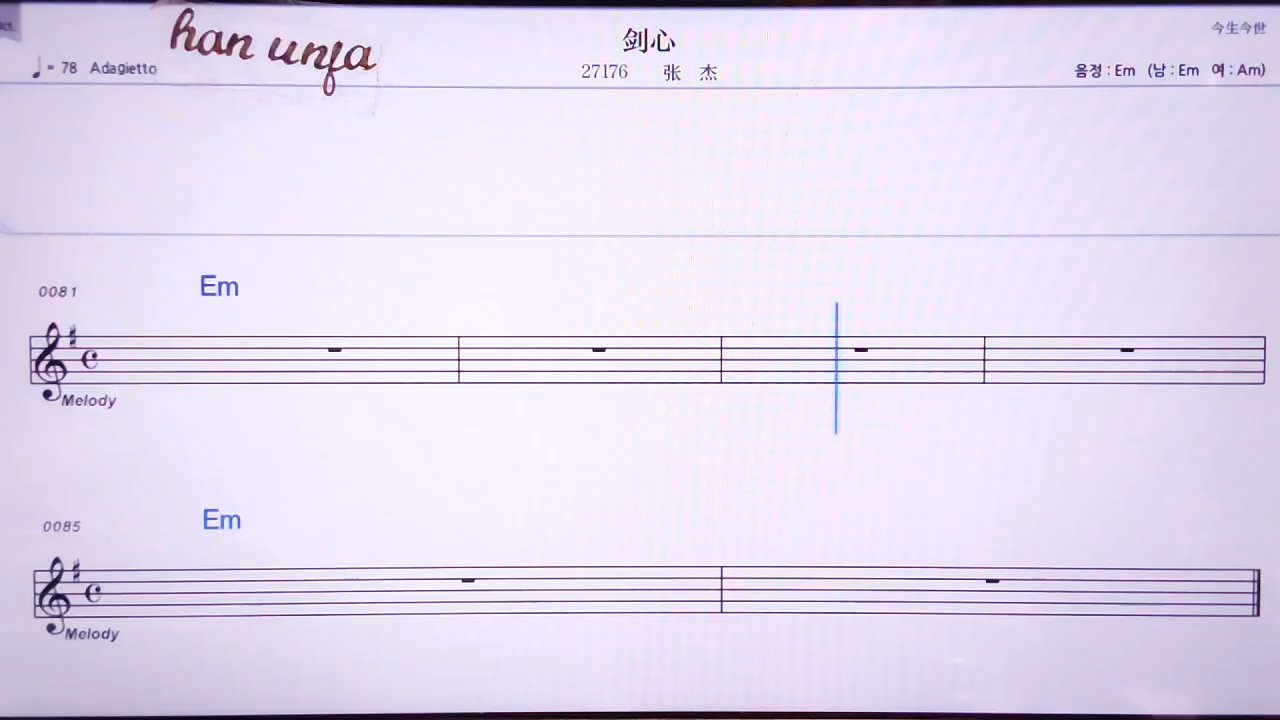 han unfa
剑心
今生今世
♩= 78 Adagietto
27176 张 杰
음정 : Em (남 : Em 여 : Am)
0081 Em
Melody
0085 Em
Melody